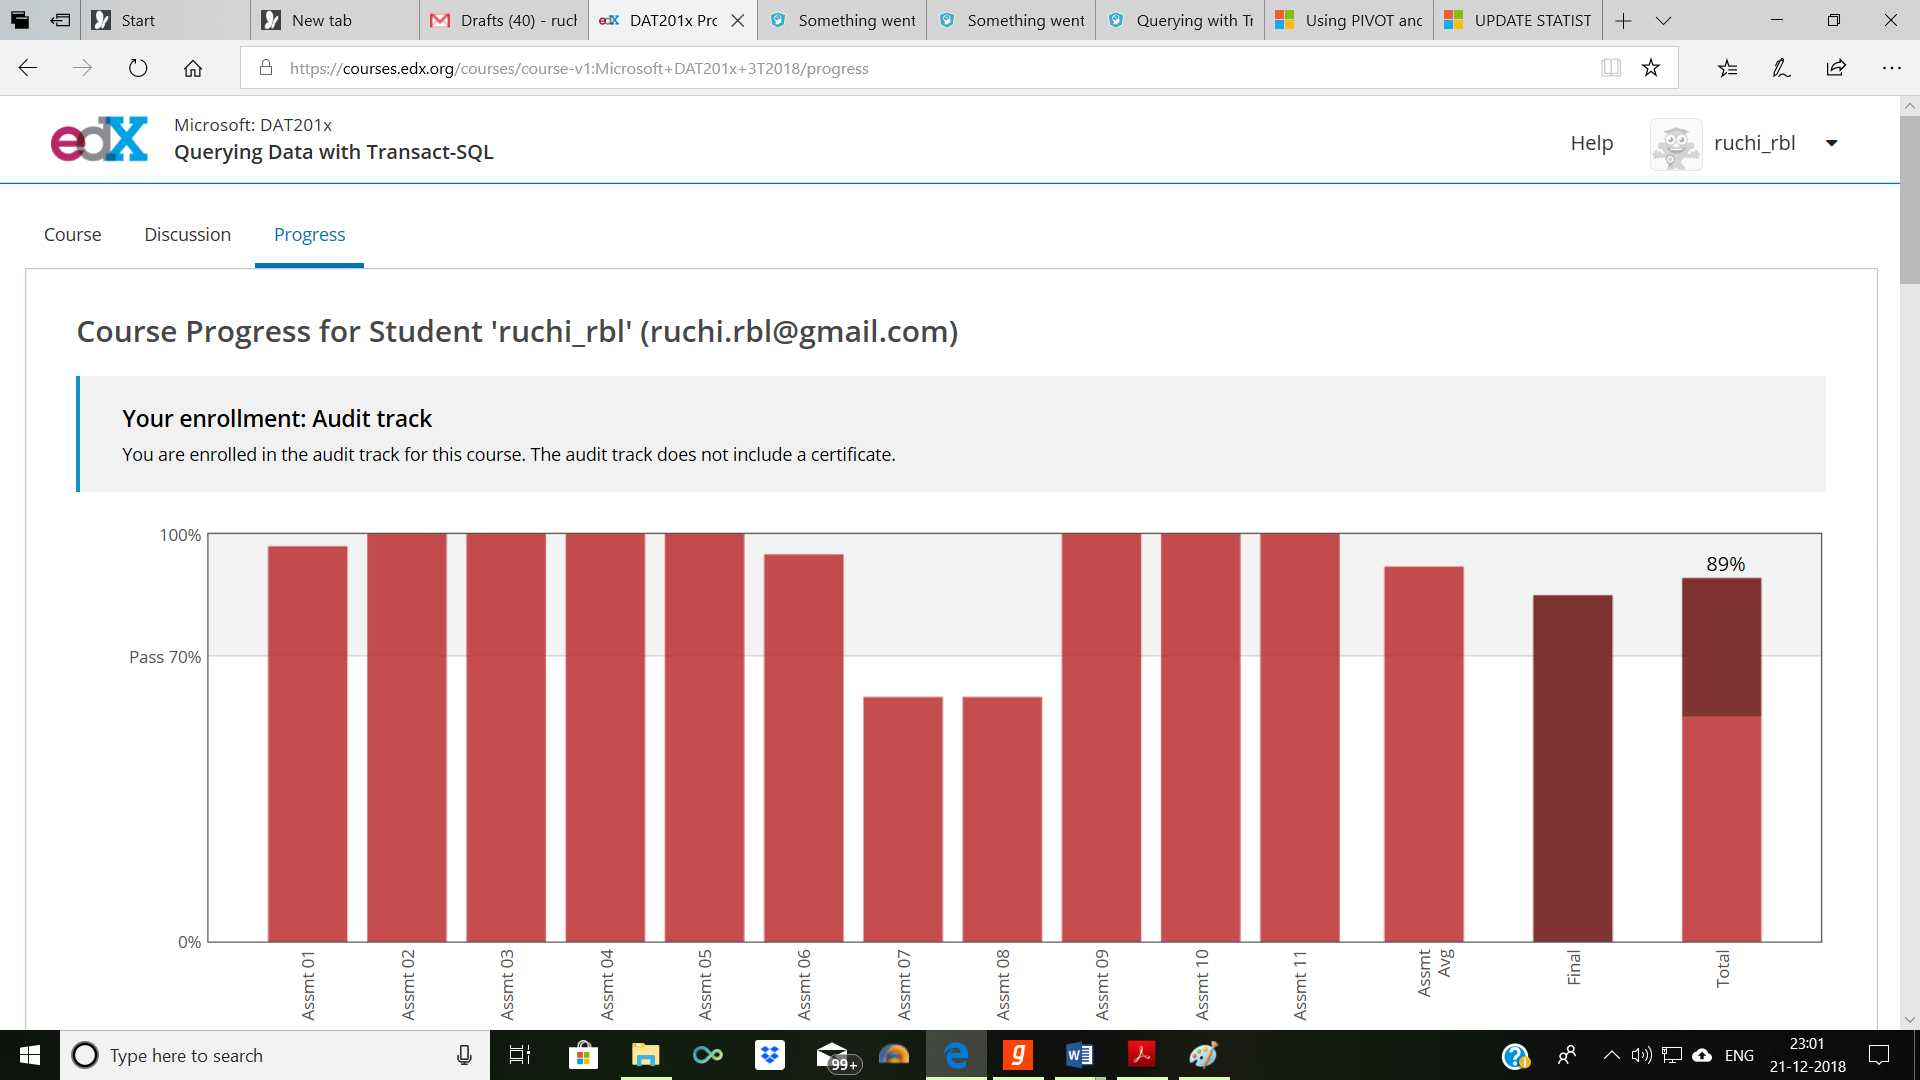 Start
New tab
Drafts (40) - ruch
edX DAT201x Prc
Something went
Something went
Querying with Tr
Using PIVOT anc
UPDATE STATIST
https://courses.edx.org/courses/course-v1:Microsoft+DAT201x+3T2018/progress
edX
Microsoft: DAT201x
Querying Data with Transact-SQL
Help
ruchi_rbl
Course
Discussion
Progress
Course Progress for Student 'ruchi_rbl' (ruchi.rbl@gmail.com)
Your enrollment: Audit track
You are enrolled in the audit track for this course. The audit track does not include a certificate.
100%
Pass 70%
0%
89%
Assmt 01
Assmt 02
Assmt 03
Assmt 04
Assmt 05
Assmt 06
Assmt 07
Assmt 08
Assmt 09
Assmt 10
Assmt 11
Assmt
Avg
Final
Total
Type here to search
99+
g
ENG
23:01
21-12-2018